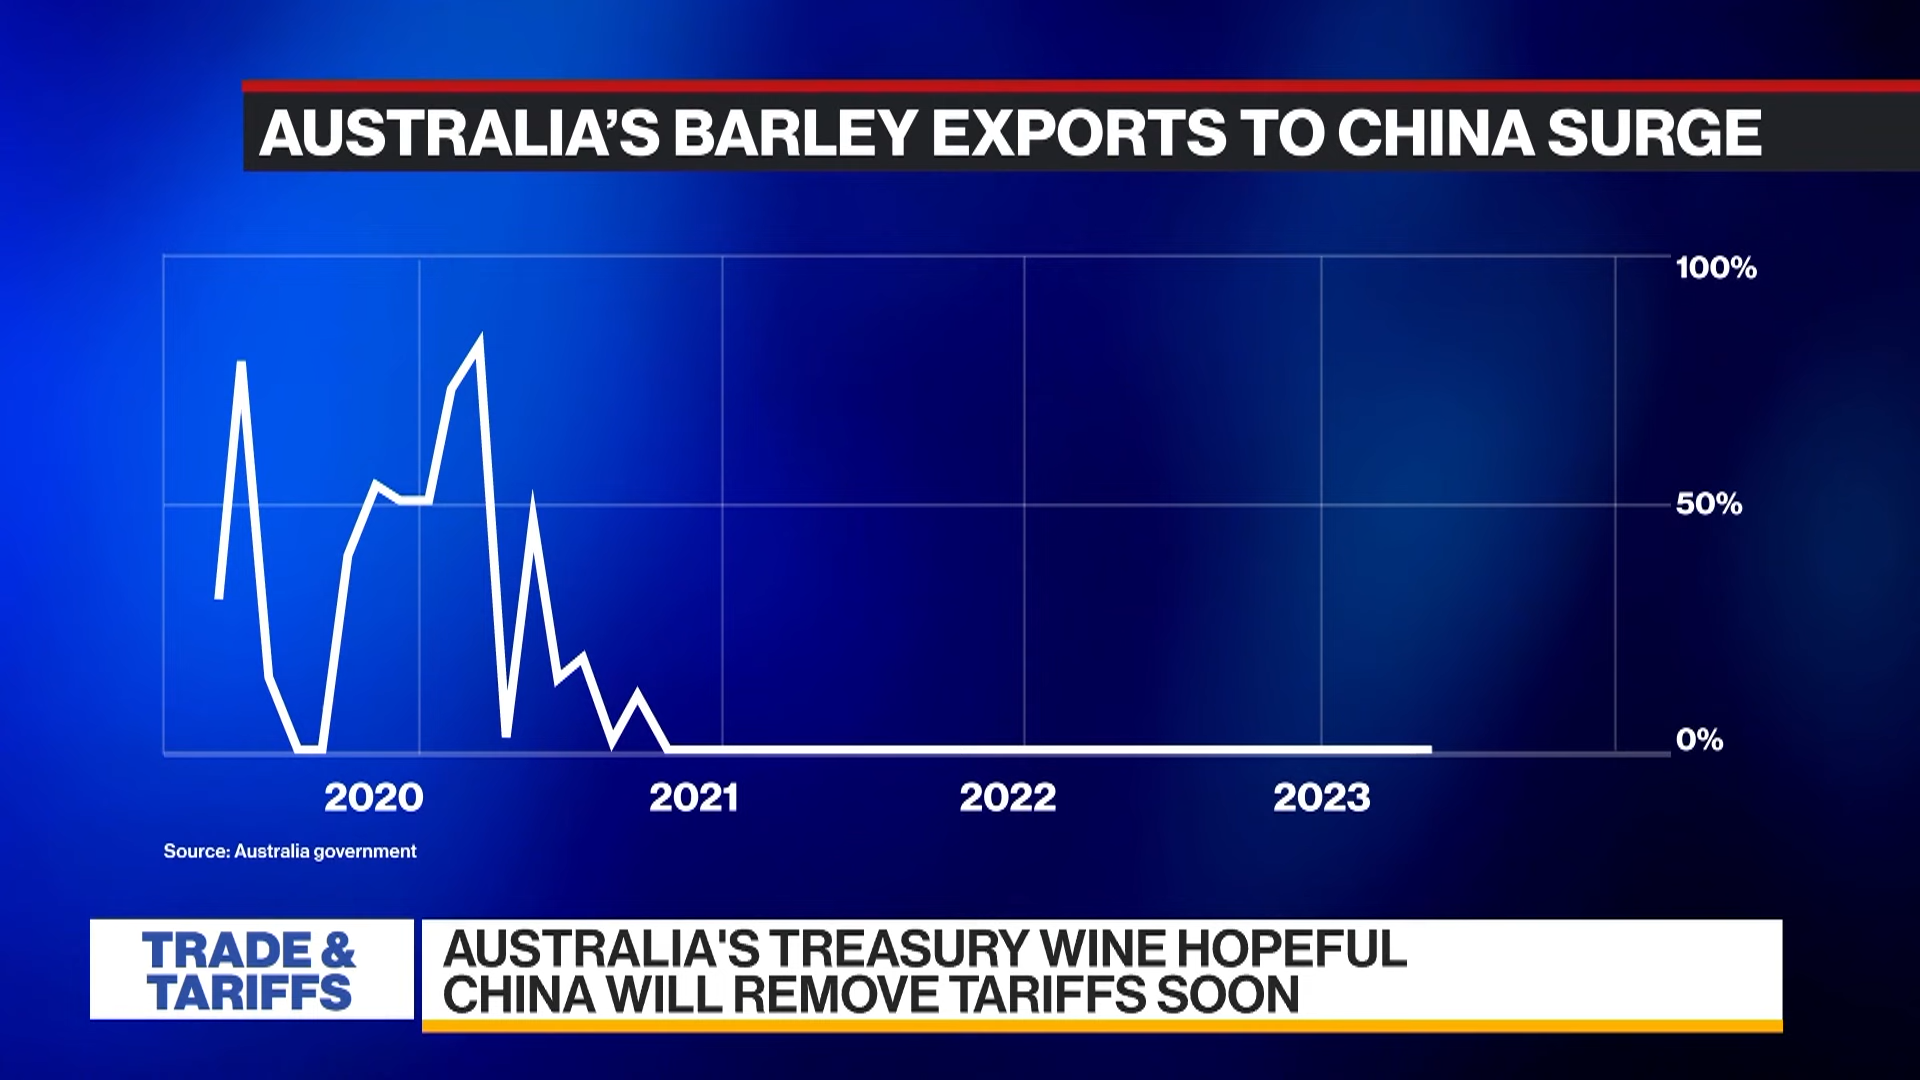 AUSTRALIA’S BARLEY EXPORTS TO CHINA SURGE
100%
50%
0%
2020 2021 2022 2023
Source: Australia government
TRADE &
TARIFFS
AUSTRALIA'S TREASURY WINE HOPEFUL
CHINA WILL REMOVE TARIFFS SOON